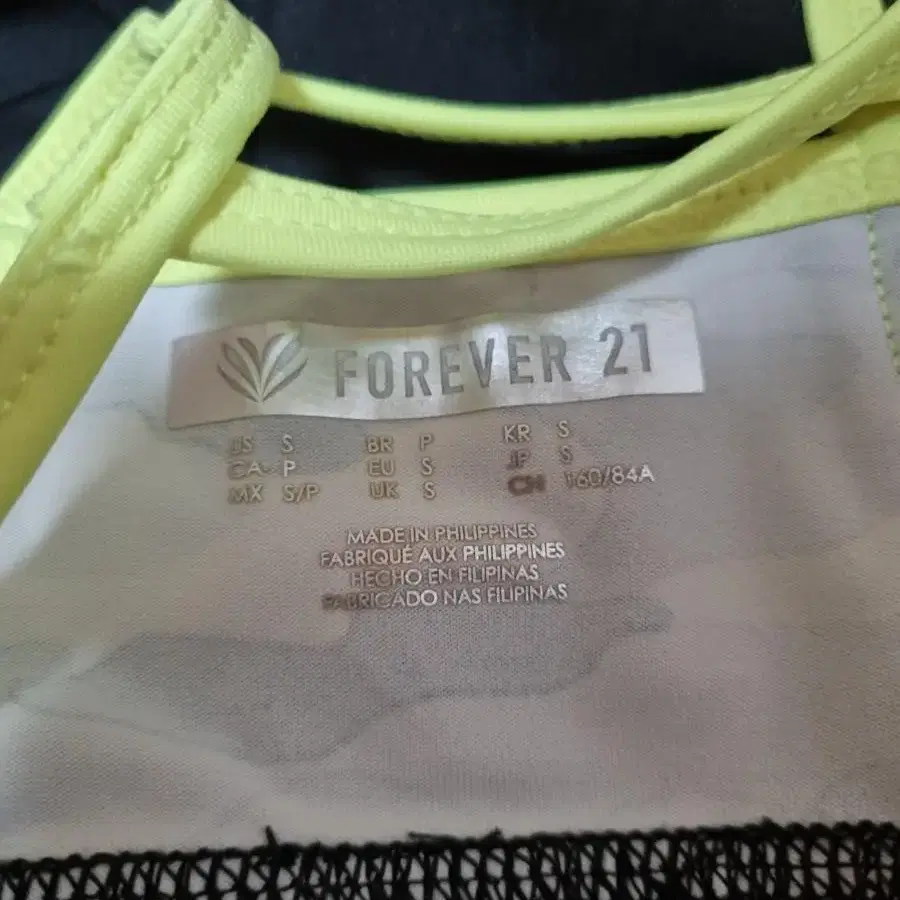 FOREVER 21
US S BR P KR S
CA P EU S JP S
MX S/P UK S CH 160/84A
MADE IN PHILIPPINES
FABRIQUÉ AUX PHILIPPINES
HECHO EN FILIPINAS
FABRICADO NAS FILIPINAS